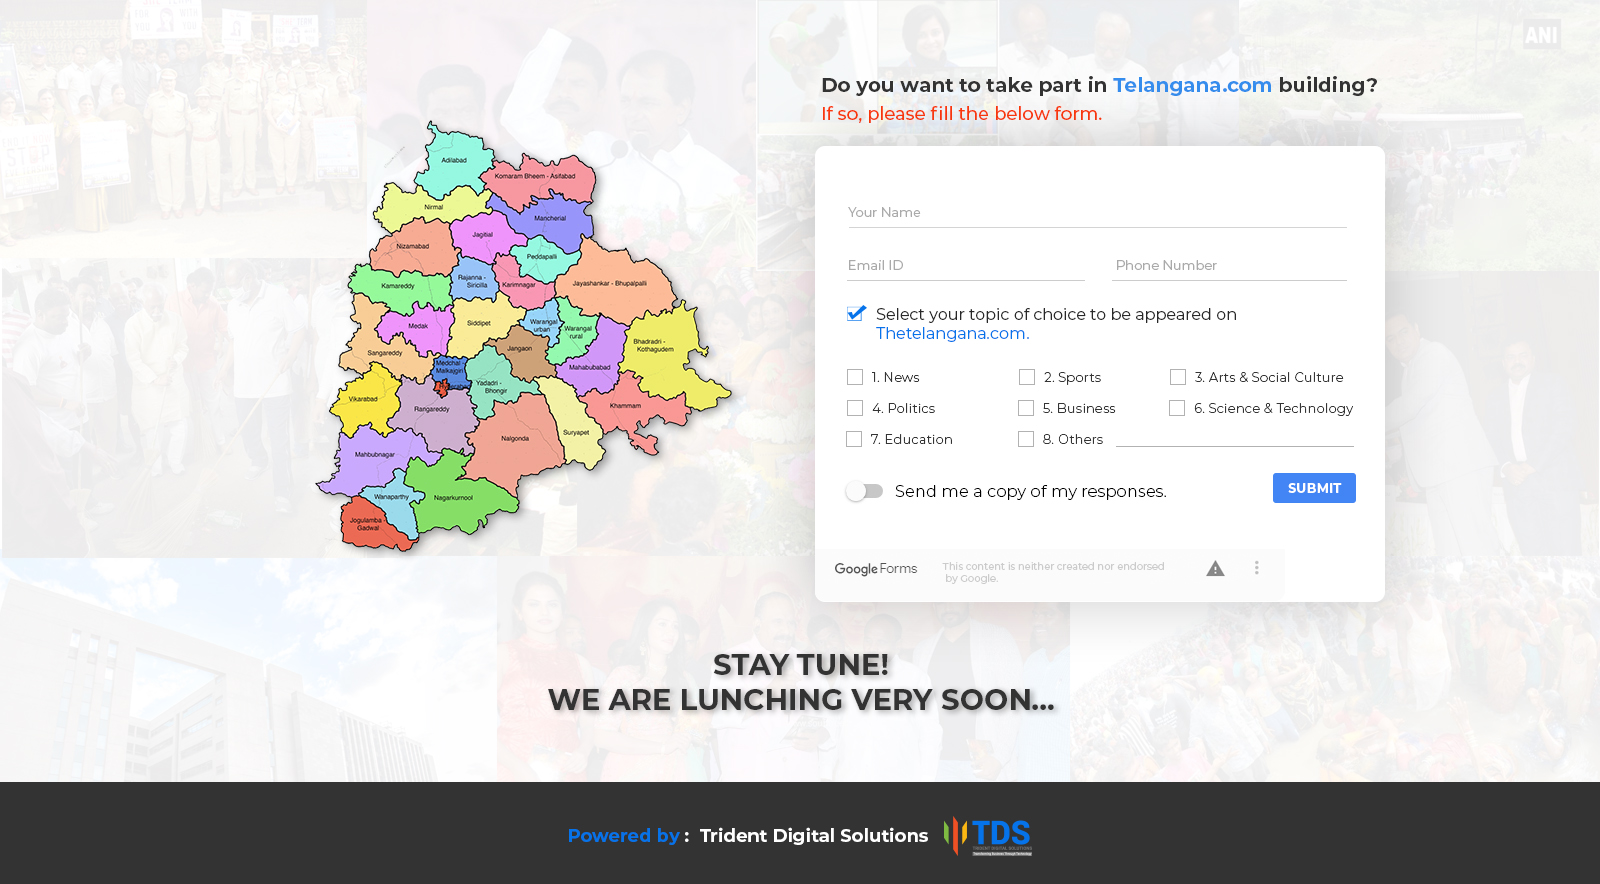 ANI
Do you want to take part in Telangana.com building?
If so, please fill the below form.
Adilabad
Komaram Bheem - Asifabad
Nirmal
Mancherial
Jagitial
Nizamabad
Peddapalli
Rajanna -
Siricilla
Kamareddy
Karimnagar
Jayashankar - Bhupalpalli
Medak
Siddipet
Warangal
urban
Warangal
rural
Jangaon
Bhadradri -
Kothagudem
Sangareddy
Medchal
Malkajgiri
Mahabubabad
Yadadri -
Bhongir
Vikarabad
Rangareddy
Khammam
Suryapet
Nalgonda
Mahbubnagar
Wanaparthy
Nagarkurnool
Jogulamba -
Gadwal
Your Name
Email ID Phone Number
Select your topic of choice to be appeared on
Thetelangana.com.
1. News 2. Sports 3. Arts & Social Culture
4. Politics 5. Business 6. Science & Technology
7. Education 8. Others
Send me a copy of my responses. SUBMIT
Google Forms This content is neither created nor endorsed
by Google.
STAY TUNE!
WE ARE LUNCHING VERY SOON...
Powered by : Trident Digital Solutions TDS
TRIDENT DIGITAL SOLUTIONS